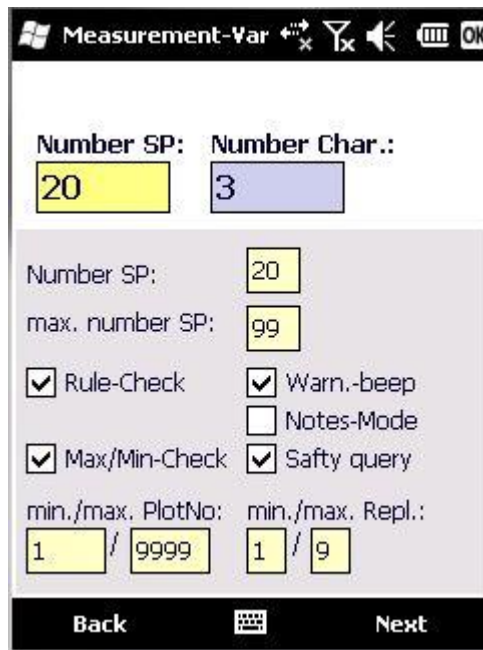 Measurement-Var OK
Number SP: Number Char.:
20 3
Number SP: 20
max. number SP: 99
Rule-Check Warn.-beep
Notes-Mode
Max/Min-Check Safty query
min./max. PlotNo: min./max. Repl.:
1 / 9999 1 / 9
Back Next